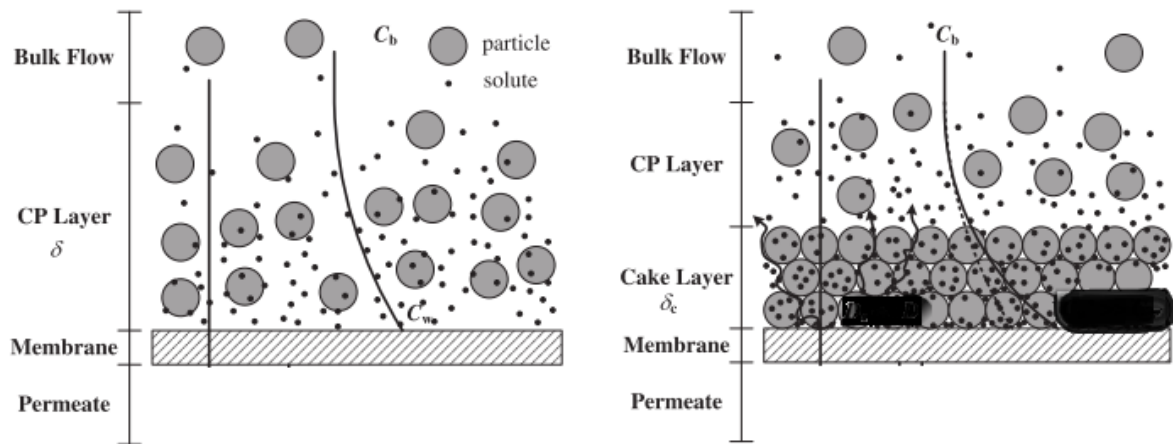 Bulk Flow
CP Layer
δ
Membrane
Permeate
C_b
particle
solute
C_w
Bulk Flow
CP Layer
Cake Layer
δ_c
Membrane
Permeate
C_b